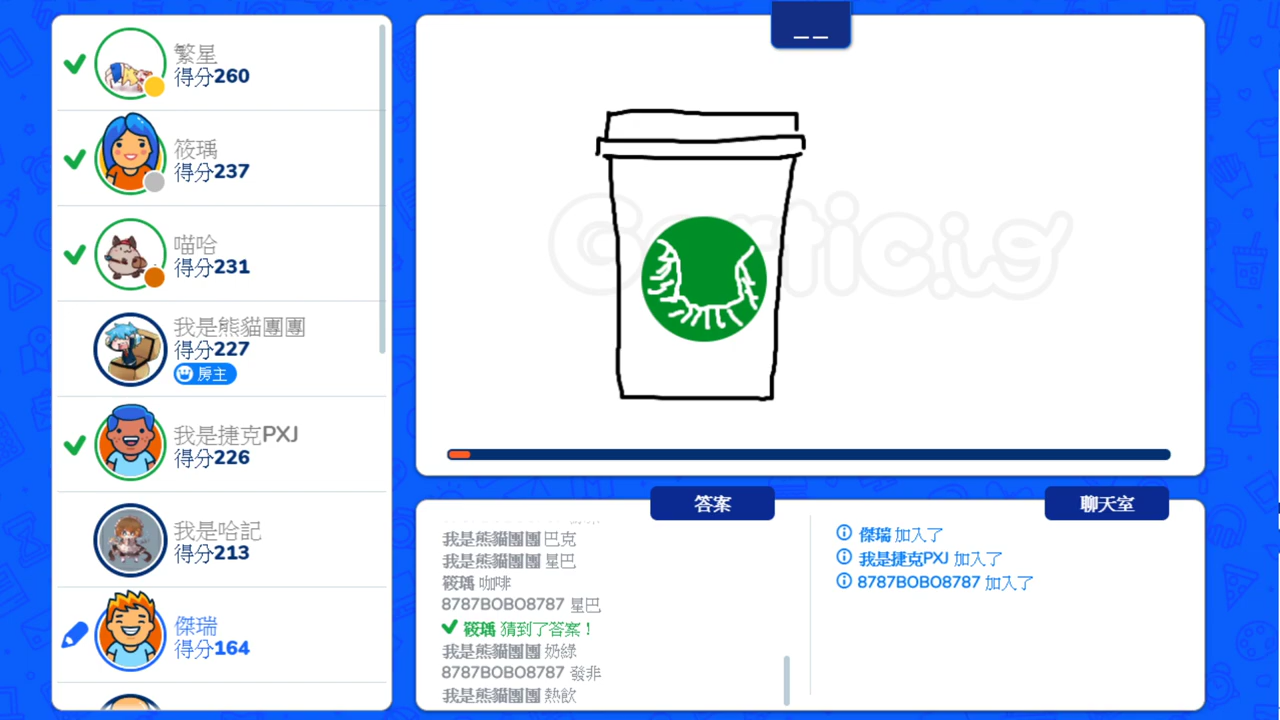 繁星
得分260
筱瑀
得分237
喵哈
得分231
我是熊貓團團
得分227
房主
我是捷克PXJ
得分226
我是哈記
得分213
傑瑞
得分164
_ _
Gartic.io
答案
我是熊貓團團 巴克
我是熊貓團團 星巴
筱瑀 咖啡
8787BOBO8787 星巴
筱瑀 猜到了答案！
我是熊貓團團 奶綠
8787BOBO8787 發非
我是熊貓團團 熱飲
聊天室
傑瑞 加入了
我是捷克PXJ 加入了
8787BOBO8787 加入了